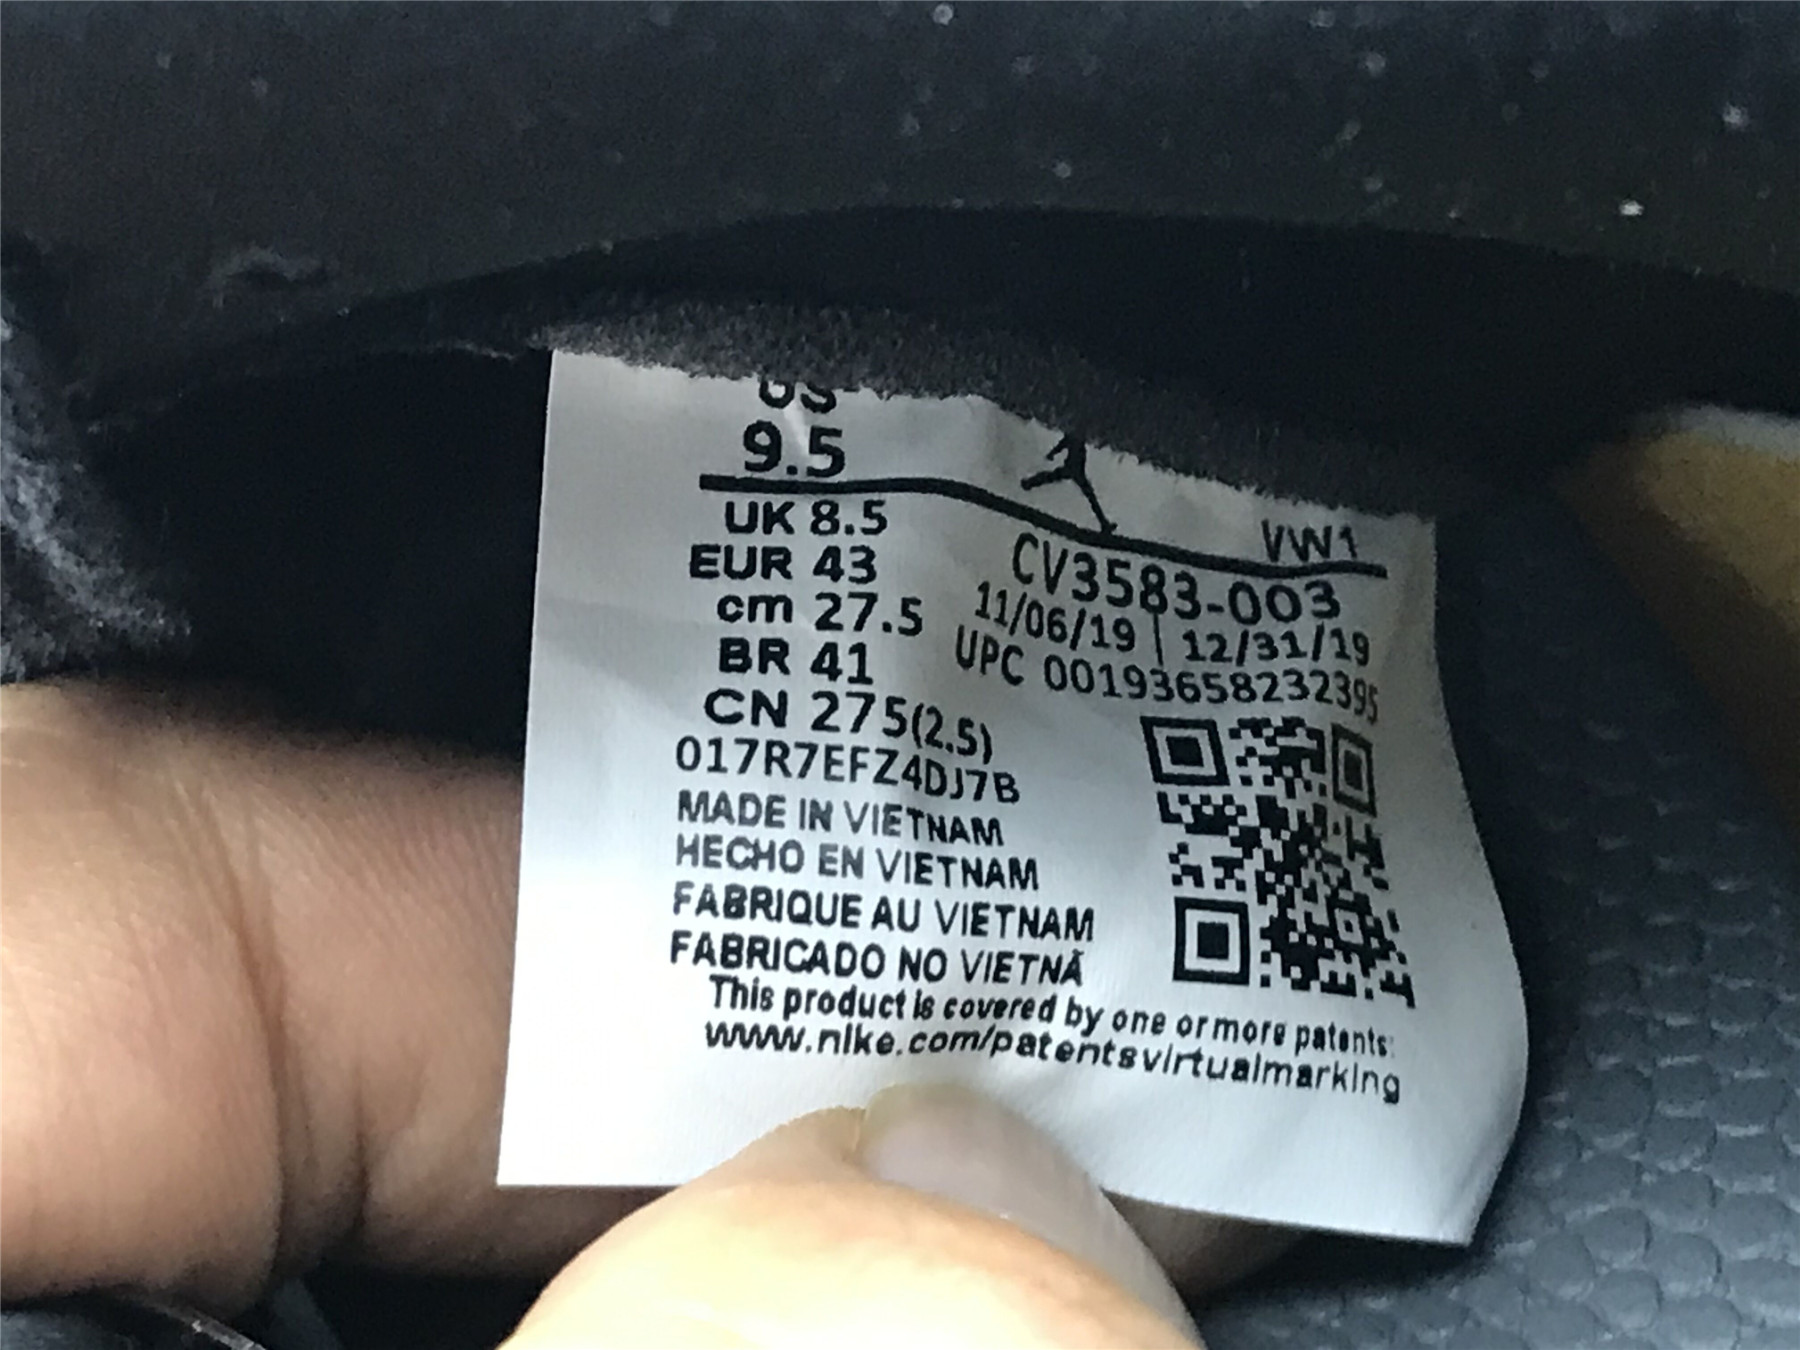 US
9.5
VW1
UK 8.5
EUR 43
cm 27.5
BR 41
CN 275(2.5)
CV3583-003
11/06/19 | 12/31/19
UPC 00193658232395
017R7EFZ4DJ7B
MADE IN VIETNAM
HECHO EN VIETNAM
FABRIQUE AU VIETNAM
FABRICADO NO VIETNÃ
This product is covered by one or more patents:
www.nike.com/patentsvirtualmarking